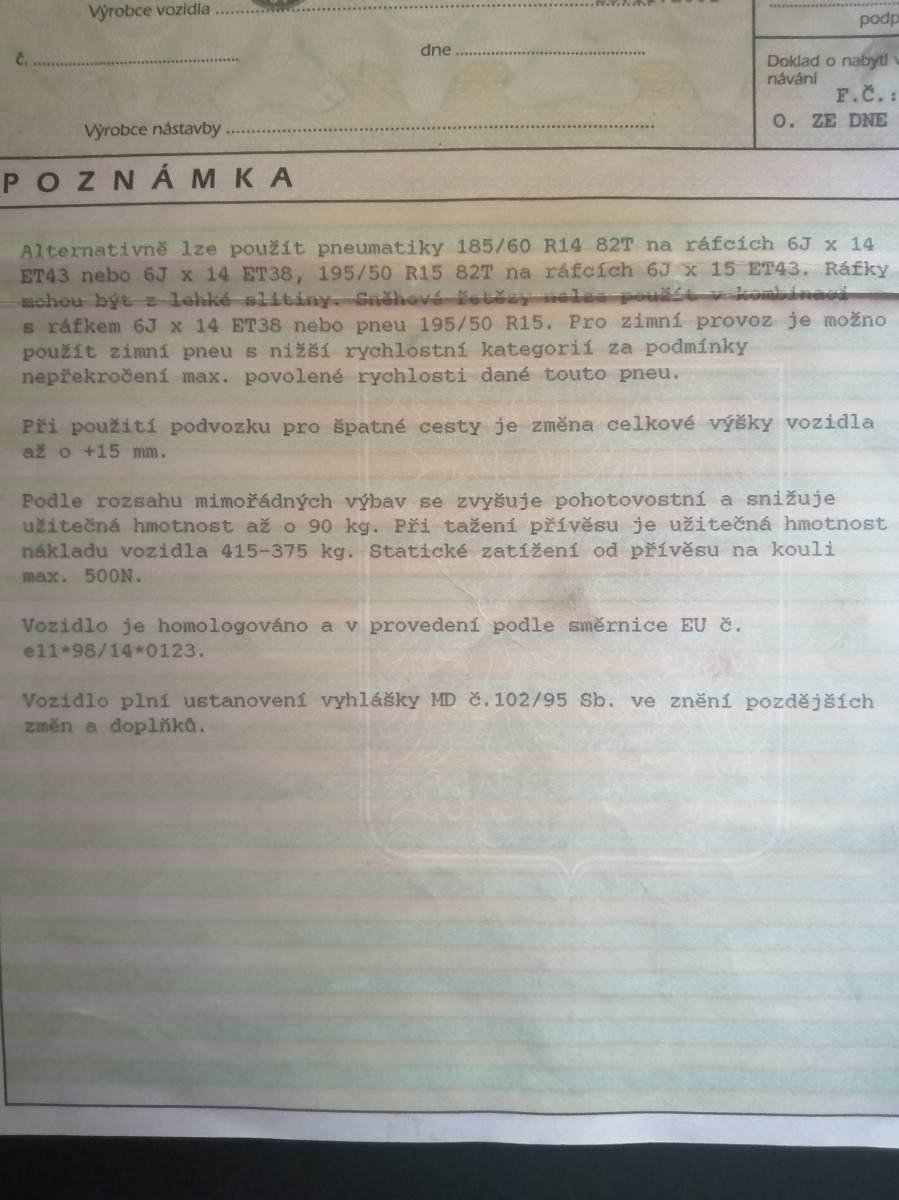 Výrobce vozidla
podp
č.
dne
Doklad o nabytí v
návání
F.Č.:
O. ZE DNE
Výrobce nástavby
POZNÁMKA
Alternativně lze použít pneumatiky 185/60 R14 82T na ráfcích 6J x 14
ET43 nebo 6J x 14 ET38, 195/50 R15 82T na ráfcích 6J x 15 ET43. Ráfky
mohou být z lehké slitiny. Sněhové řetězy nelze použít v kombinaci
s ráfkem 6J x 14 ET38 nebo pneu 195/50 R15. Pro zimní provoz je možno
použít zimní pneu s nižší rychlostní kategorií za podmínky
nepřekročení max. povolené rychlosti dané touto pneu.
Při použití podvozku pro špatné cesty je změna celkové výšky vozidla
až o +15 mm.
Podle rozsahu mimořádných výbav se zvyšuje pohotovostní a snižuje
užitečná hmotnost až o 90 kg. Při tažení přívěsu je užitečná hmotnost
nákladu vozidla 415-375 kg. Statické zatížení od přívěsu na kouli
max. 500N.
Vozidlo je homologováno a v provedení podle směrnice EU č.
e11*98/14*0123.
Vozidlo plní ustanovení vyhlášky MD č.102/95 Sb. ve znění pozdějších
změn a doplňků.